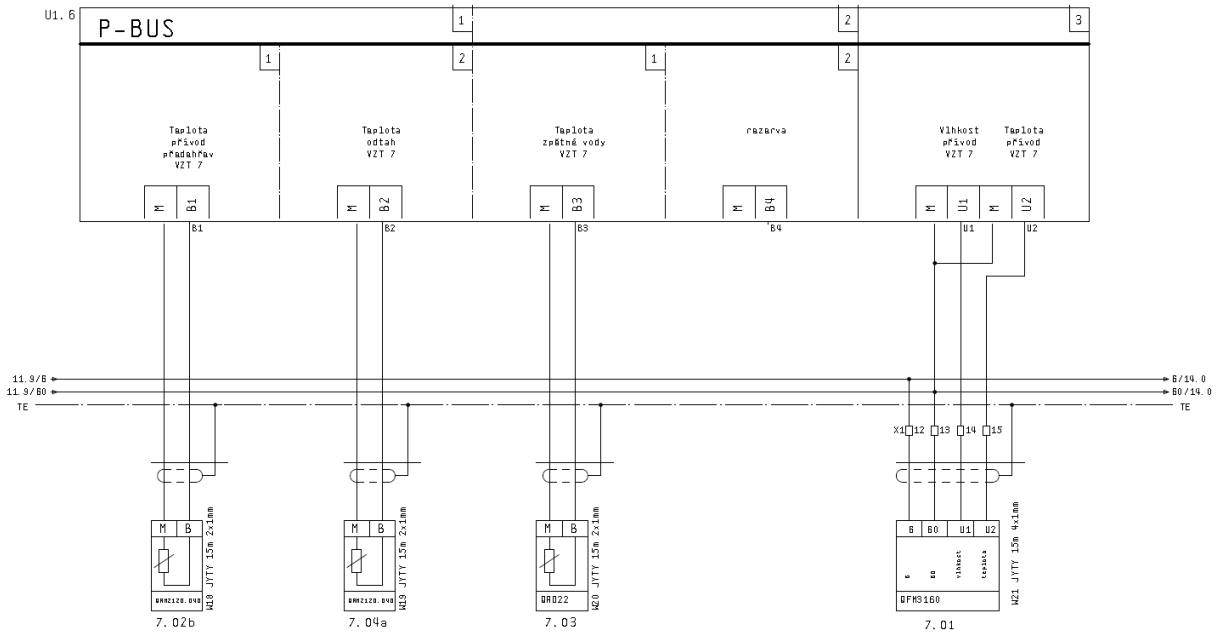 U1.6
P-BUS
1
2
3
1
2
1
2
Teplota
přívod
předehřev
VZT 7
Teplota
odtah
VZT 7
Teplota
zpětné vody
VZT 7
rezerva
Vlhkost
přívod
VZT 7
Teplota
přívod
VZT 7
M B1
M B2
M B3
M B4
M U1 M U2
B1
B2
B3
B4
U1
U2
11.9/G
G/14.0
11.9/G0
G0/14.0
TE
TE
X1 12 13 14 15
M B
W18 JYTY 15m 2x1mm
QAM2120.040
7.02b
M B
W19 JYTY 15m 2x1mm
QAM2120.040
7.04a
M B
W20 JYTY 15m 2x1mm
QAD22
7.03
G G0 U1 U2
G
G0
vlhkost
teplota
W21 JYTY 15m 4x1mm
QFM3160
7.01